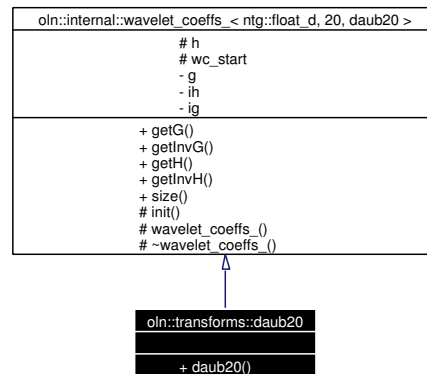 oln::internal::wavelet_coeffs_< ntg::float_d, 20, daub20 >
# h
# wc_start
- g
- ih
- ig
+ getG()
+ getInvG()
+ getH()
+ getInvH()
+ size()
# init()
# wavelet_coeffs_()
# ~wavelet_coeffs_()
oln::transforms::daub20
+ daub20()